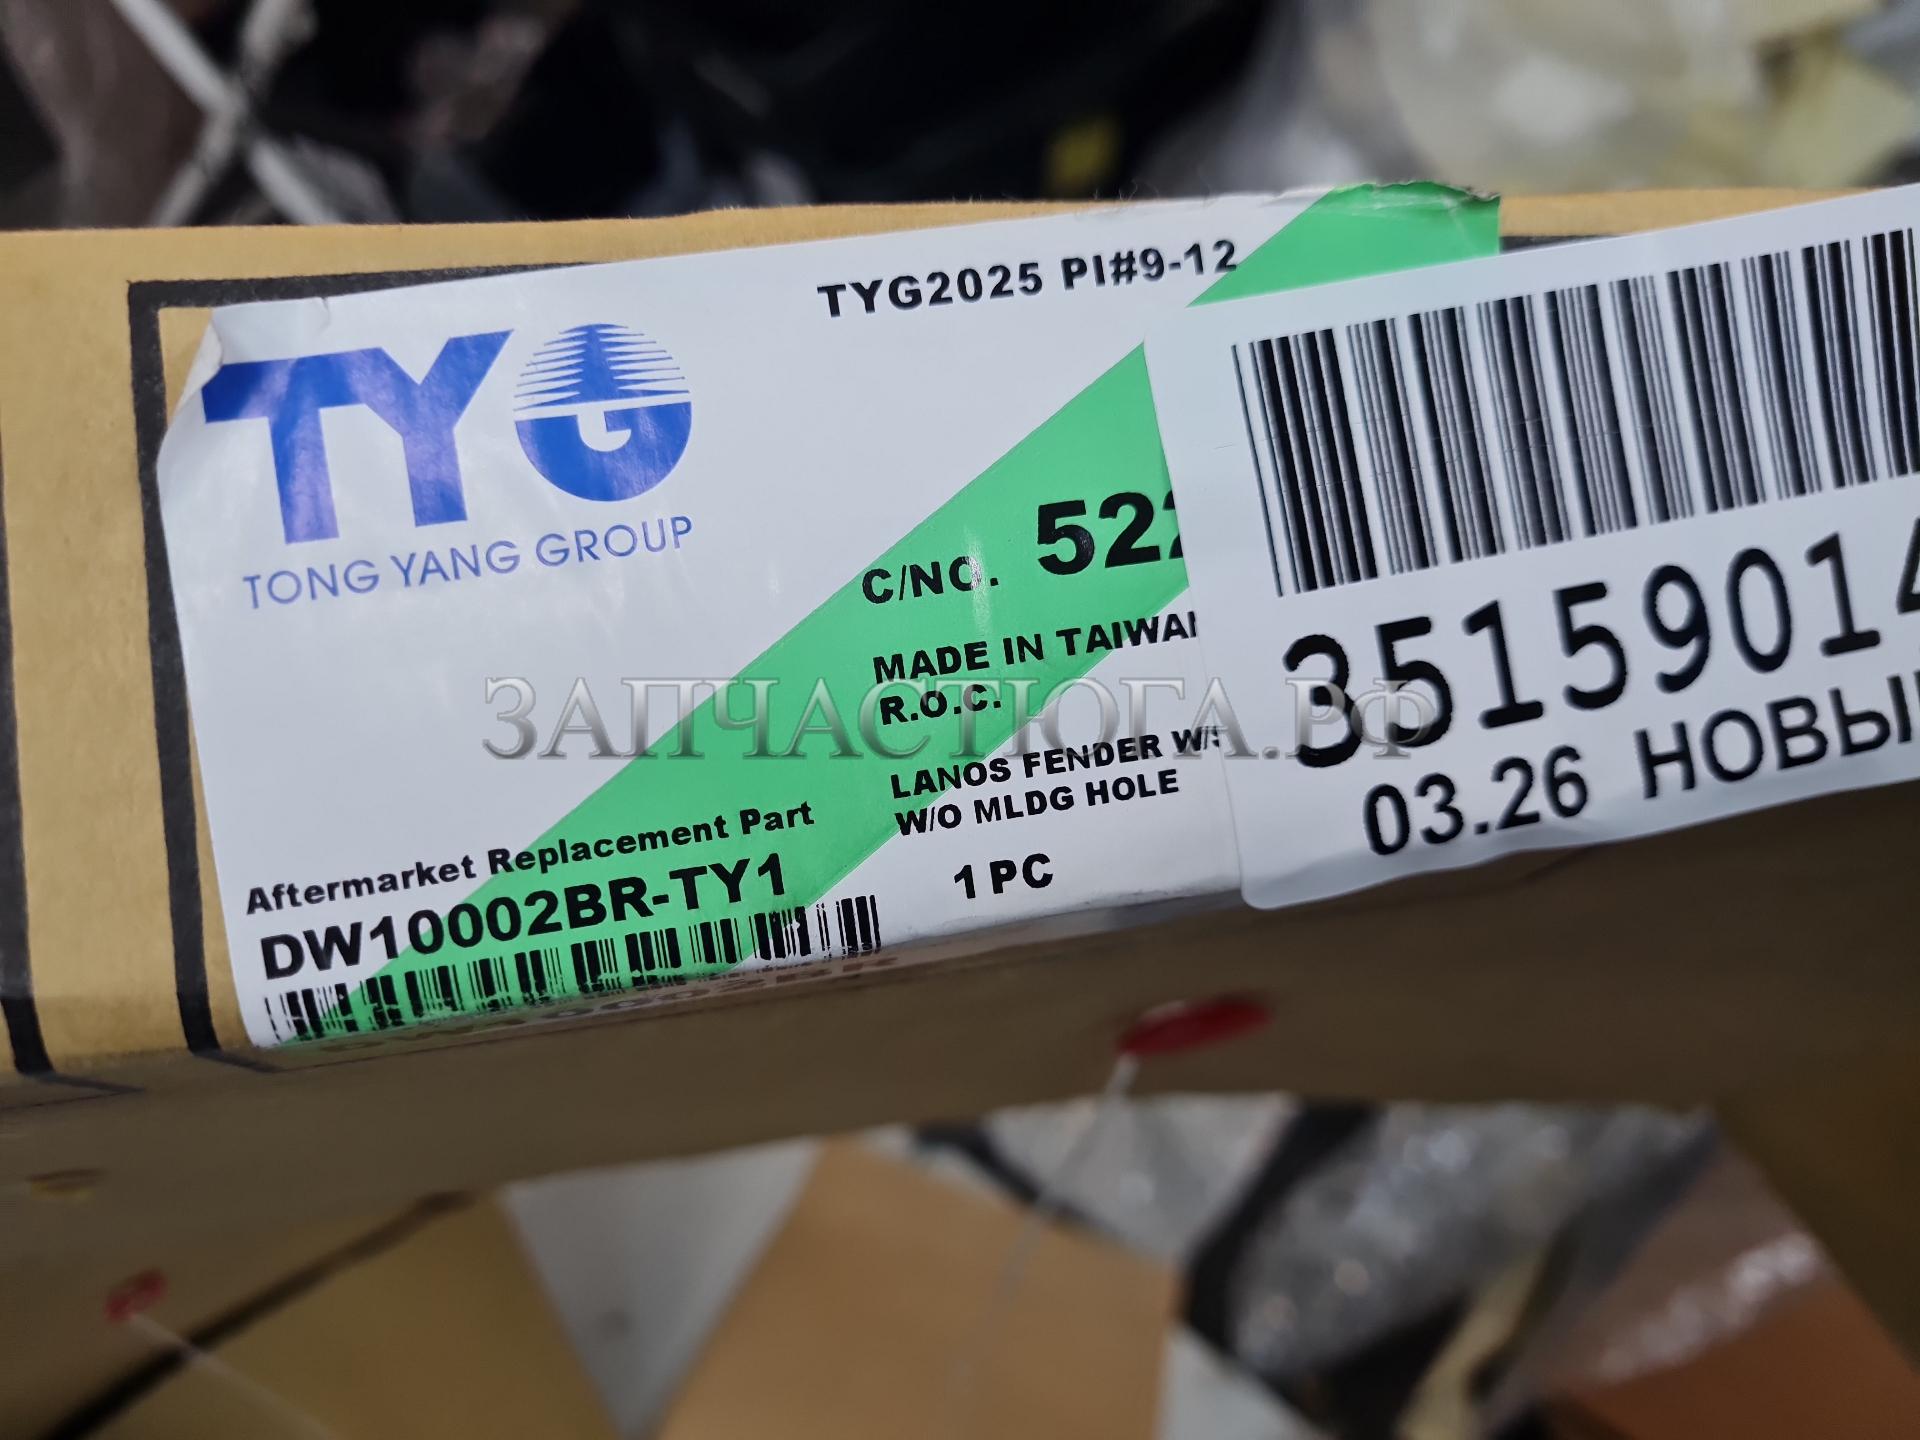 TYG2025 PI#9-12
TYG
TONG YANG GROUP
C/NO. 52
MADE IN TAIWAN
R.O.C.
LANOS FENDER W/
W/O MLDG HOLE
1 PC
Aftermarket Replacement Part
DW10002BR-TY1
3515901
03.26 НОВЫ
ЗАПЧАСТЮГА.РФ